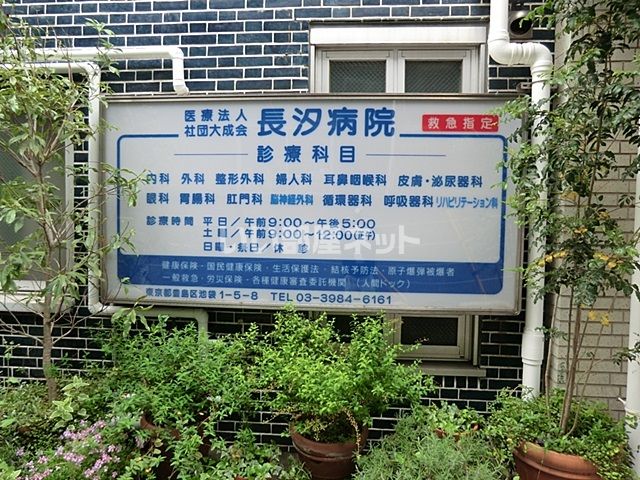 医療法人
社団大成会
長汐病院
救急指定
診療科目
内科 外科 整形外科 婦人科 耳鼻咽喉科 皮膚・泌尿器科
眼科 胃腸科 肛門科 脳神経外科 循環器科 呼吸器科 リハビリテーション科
診療時間 平日/午前9:00〜午後5:00
土曜/午前9:00〜12:00(正午)
日曜・祭日/休診
健康保険・国民健康保険・生活保護法・結核予防法・原子爆弾被爆者
一般救急・労災保険・各種健康審査委託機関 (人間ドック)
東京都豊島区池袋1-5-8 TEL 03-3984-6161